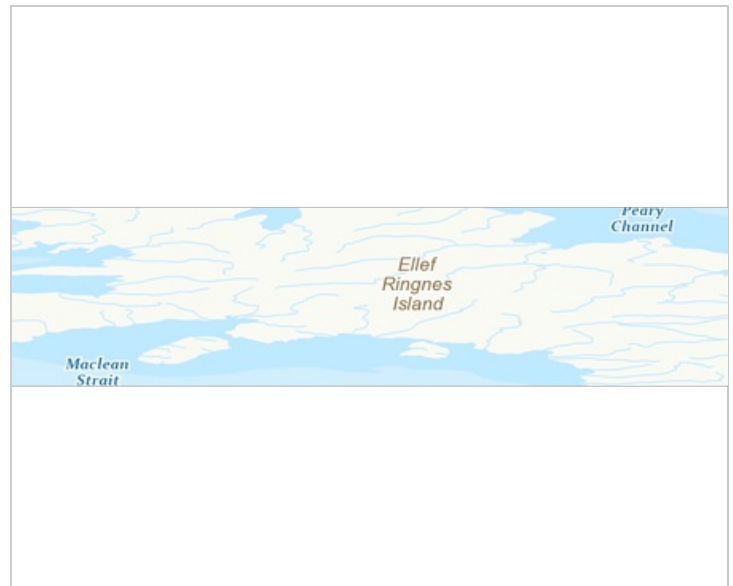 Peary
Channel
Ellef
Ringnes
Island
Maclean
Strait